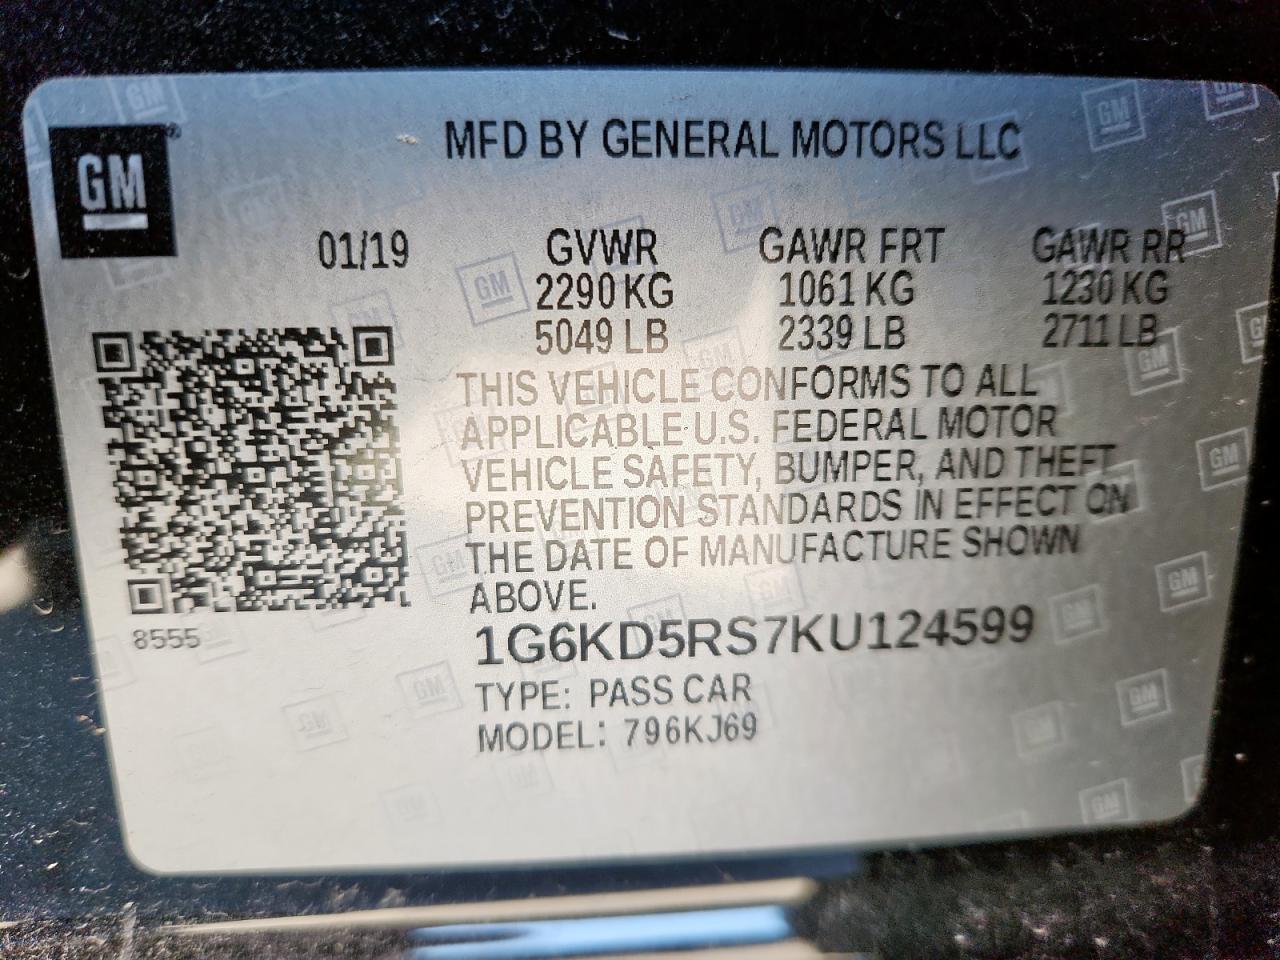 GM
MFD BY GENERAL MOTORS LLC
01/19 GVWR GAWR FRT GAWR RR
2290 KG 1061 KG 1230 KG
5049 LB 2339 LB 2711 LB
THIS VEHICLE CONFORMS TO ALL
APPLICABLE U.S. FEDERAL MOTOR
VEHICLE SAFETY, BUMPER, AND THEFT
PREVENTION STANDARDS IN EFFECT ON
THE DATE OF MANUFACTURE SHOWN
ABOVE.
8555
1G6KD5RS7KU124599
TYPE: PASS CAR
MODEL: 796KJ69